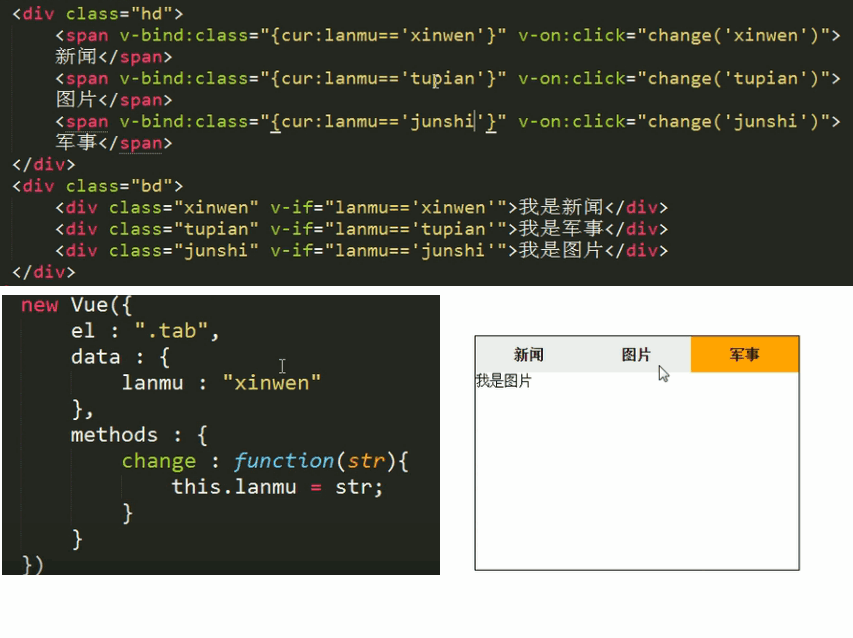 <div class="hd">
<span v-bind:class="{cur:lanmu=='xinwen'}" v-on:click="change('xinwen')">
新闻</span>
<span v-bind:class="{cur:lanmu=='tupian'}" v-on:click="change('tupian')">
图片</span>
<span v-bind:class="{cur:lanmu=='junshi'}" v-on:click="change('junshi')">
军事</span>
</div>
<div class="bd">
<div class="xinwen" v-if="lanmu=='xinwen'">我是新闻</div>
<div class="tupian" v-if="lanmu=='tupian'">我是军事</div>
<div class="junshi" v-if="lanmu=='junshi'">我是图片</div>
</div>
new Vue({
el : ".tab",
data : {
lanmu : "xinwen"
},
methods : {
change : function(str){
this.lanmu = str;
}
}
})
新闻 图片 军事
我是图片